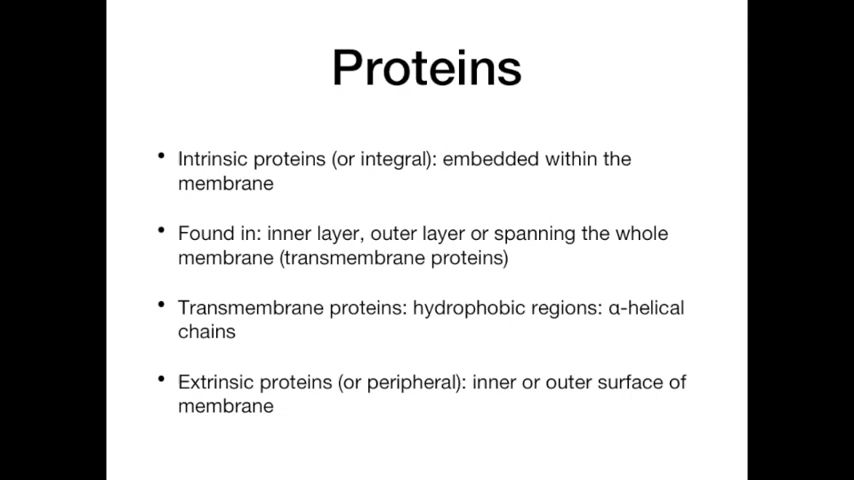 Proteins
• Intrinsic proteins (or integral): embedded within the
membrane
• Found in: inner layer, outer layer or spanning the whole
membrane (transmembrane proteins)
• Transmembrane proteins: hydrophobic regions: α-helical
chains
• Extrinsic proteins (or peripheral): inner or outer surface of
membrane